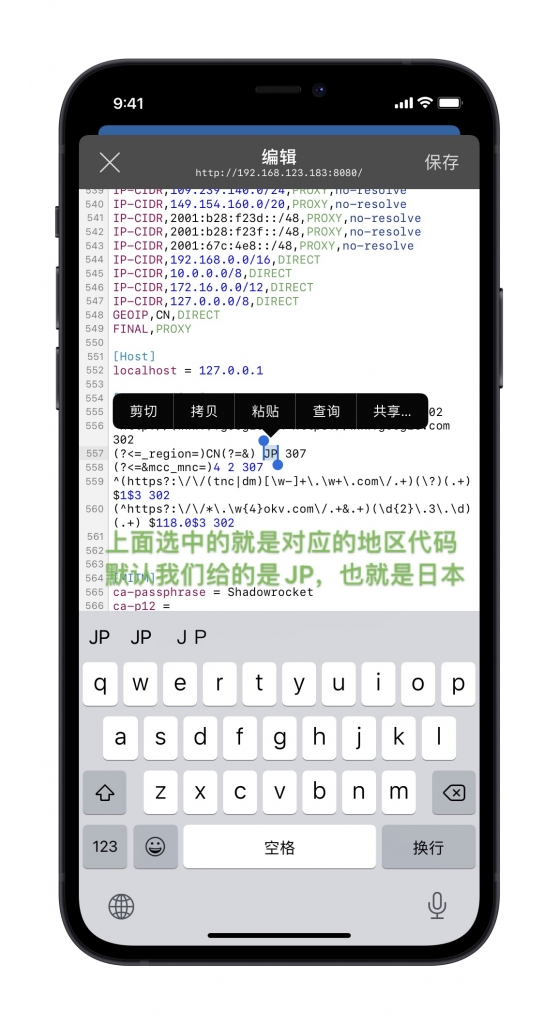 9:41
编辑
http://192.168.123.183:8080/
保存
539 IP-CIDR,109.239.140.0/24,PROXY,no-resolve
540 IP-CIDR,149.154.160.0/20,PROXY,no-resolve
541 IP-CIDR,2001:b28:f23d::/48,PROXY,no-resolve
542 IP-CIDR,2001:b28:f23f::/48,PROXY,no-resolve
543 IP-CIDR,2001:67c:4e8::/48,PROXY,no-resolve
544 IP-CIDR,192.168.0.0/16,DIRECT
545 IP-CIDR,10.0.0.0/8,DIRECT
546 IP-CIDR,172.16.0.0/12,DIRECT
547 IP-CIDR,127.0.0.0/8,DIRECT
548 GEOIP,CN,DIRECT
549 FINAL,PROXY
550
551 [Host]
552 localhost = 127.0.0.1
553
剪切 拷贝 粘贴 查询 共享...
555 302
556 com
302
557 (?<=_region=)CN(?=&) JP 307
558 (?<=&mcc_mnc=)4 2 307
559 ^(https?:\/\/(tnc|dm)[\w-]+\.\w+\.com\/.+)(\?)(.+)
$1$3 302
560 (^https?:\/\/*\.\w{4}okv.com\/.+&.+)(\d{2}\.3\.\d)
(.+) $118.0$3 302
561
上面选中的就是对应的地区代码
562
默认我们给的是JP，也就是日本
564 [MITM]
565 ca-passphrase = Shadowrocket
566 ca-p12 =
JP JP J P
q w e r t y u i o p
a s d f g h j k l
z x c v b n m
123 空格 换行